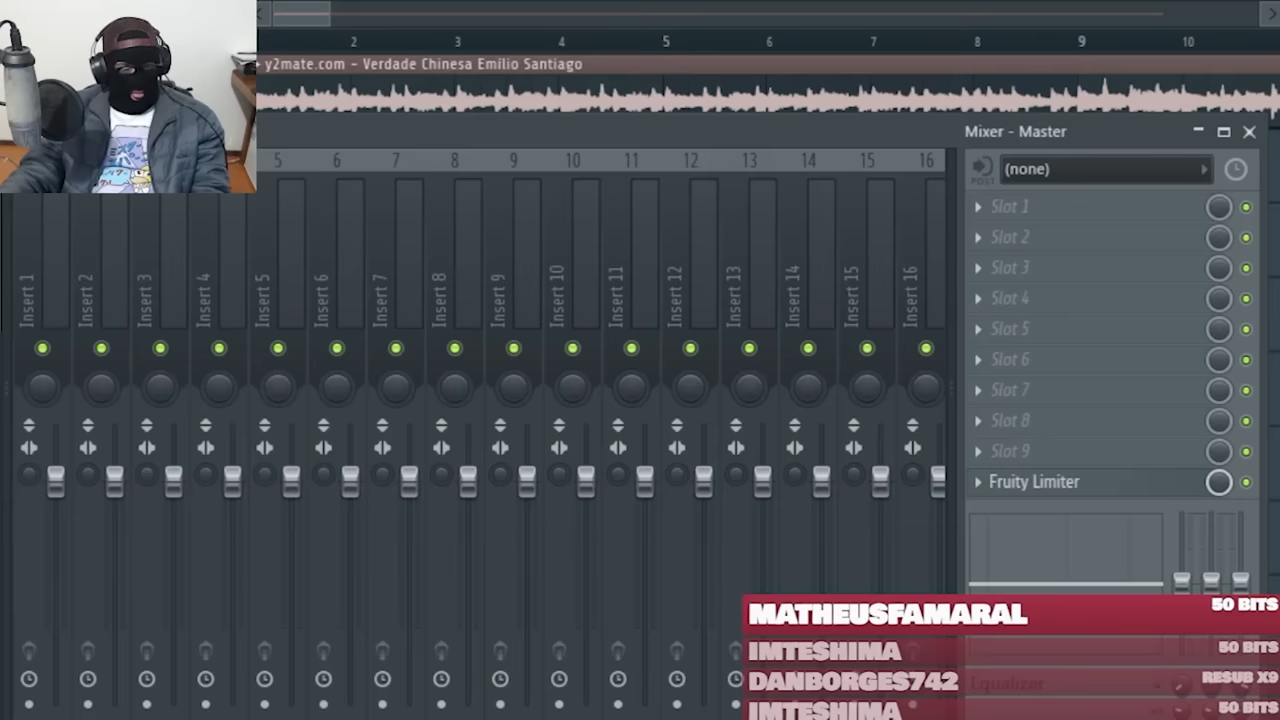 2 3 4 5 6 7 8 9 10
y2mate.com - Verdade Chinesa Emílio Santiago
Mixer - Master
5 6 7 8 9 10 11 12 13 14 15 16
(none)
POST
Slot 1
Slot 2
Slot 3
Slot 4
Slot 5
Slot 6
Slot 7
Slot 8
Slot 9
Fruity Limiter
Insert 1 Insert 2 Insert 3 Insert 4 Insert 5 Insert 6 Insert 7 Insert 8 Insert 9 Insert 10 Insert 11 Insert 12 Insert 13 Insert 14 Insert 15 Insert 16
MATHEUSFAMARAL 50 BITS
IMTESHIMA 50 BITS
DANBORGES742 RESUB X9
Equalizer
IMTESHIMA 50 BITS